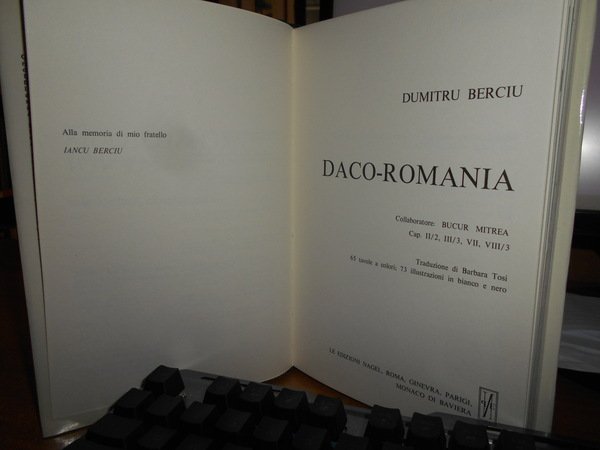 Alla memoria di mio fratello
IANCU BERCIU
DUMITRU BERCIU
DACO-ROMANIA
Collaboratore: BUCUR MITREA
Cap. II/2, III/3, VII, VIII/3
Traduzione di Barbara Tosi
65 tavole a colori; 73 illustrazioni in bianco e nero
LE EDIZIONI NAGEL, ROMA, GINEVRA, PARIGI,
MONACO DI BAVIERA